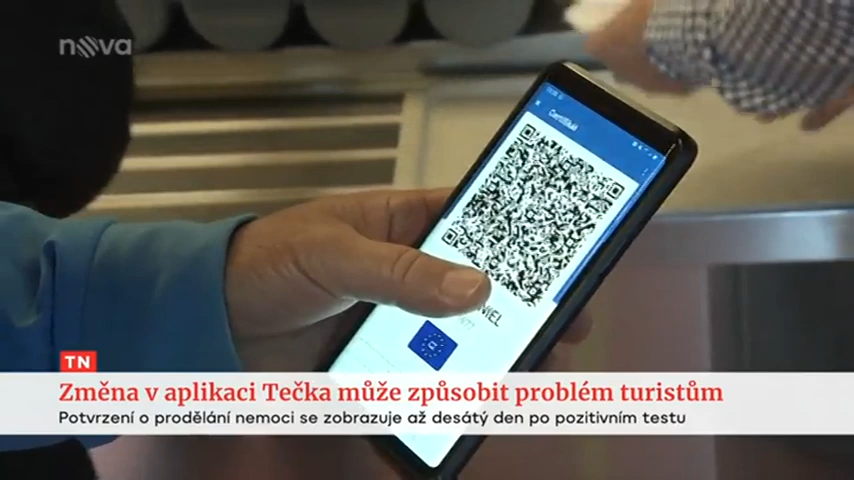 nova
Certifikát
TN
Změna v aplikaci Tečka může způsobit problém turistům
Potvrzení o prodělání nemoci se zobrazuje až desátý den po pozitivním testu